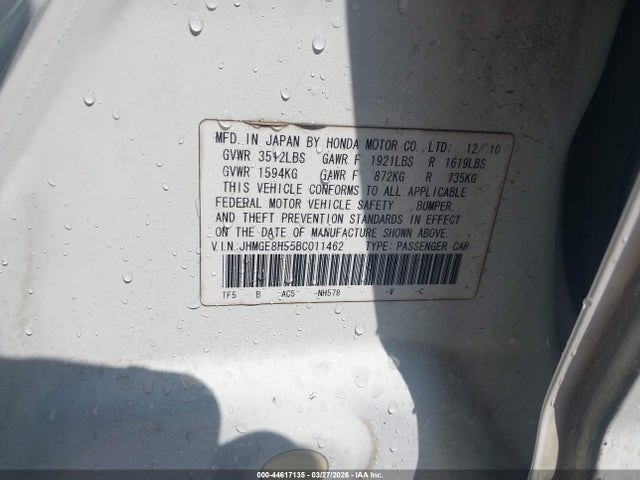 MFD. IN JAPAN BY HONDA MOTOR CO., LTD: 12/10
GVWR 3512LBS GAWR F 1921LBS R 1619LBS
GVWR 1594KG GAWR F 872KG R 735KG
THIS VEHICLE CONFORMS TO ALL APPLICABLE
FEDERAL MOTOR VEHICLE SAFETY , BUMPER,
AND THEFT PREVENTION STANDARDS IN EFFECT
ON THE DATE OF MANUFACTURE SHOWN ABOVE.
V.I.N: JHMGE8H55BC011462 TYPE: PASSENGER CAR
TF5 B -AC5 -NH578 -V -C
000-44617135 - 03/27/2026 - IAAI.COM